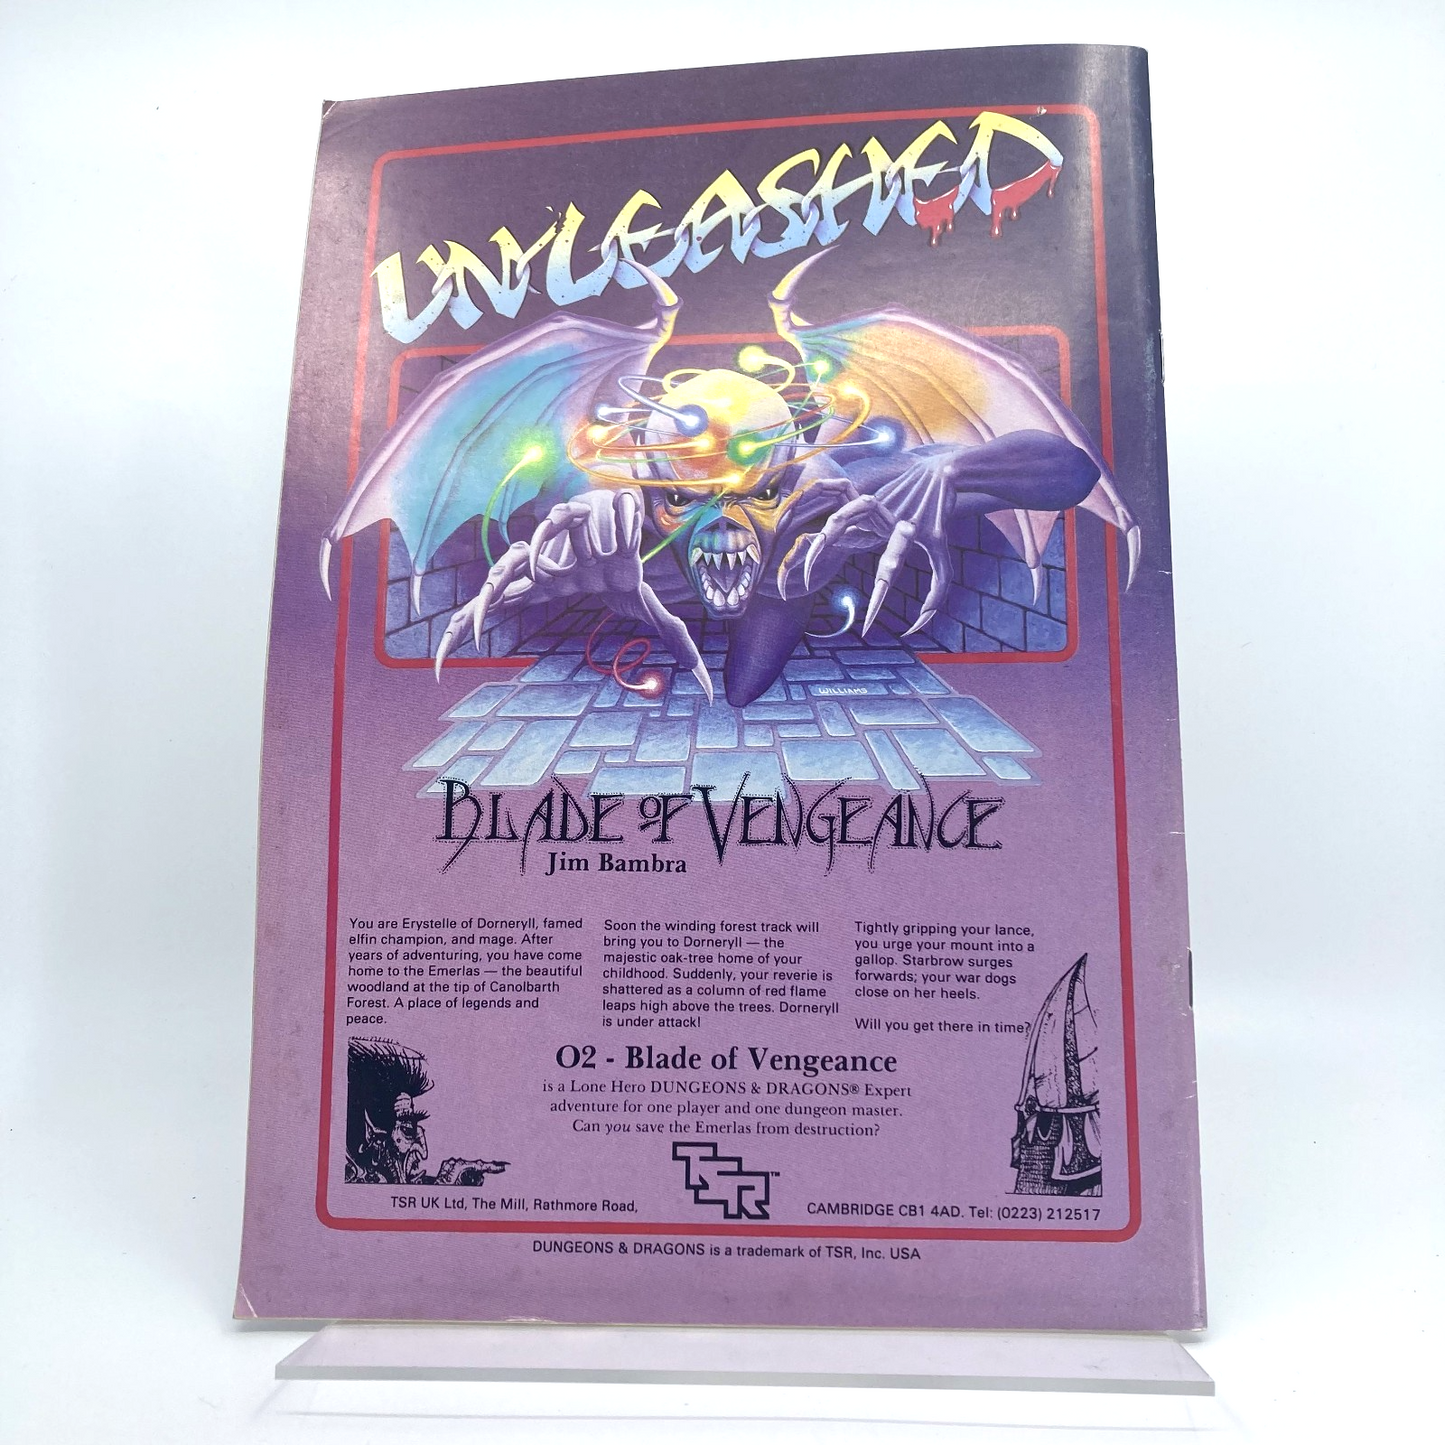 UNLEASHED
WILLIAMS
BLADE OF VENGEANCE
Jim Bambra
You are Erystelle of Dorneryll, famed
elfin champion, and mage. After
years of adventuring, you have come
home to the Emerlas — the beautiful
woodland at the tip of Canolbarth
Forest. A place of legends and
peace.
Soon the winding forest track will
bring you to Dorneryll — the
majestic oak-tree home of your
childhood. Suddenly, your reverie is
shattered as a column of red flame
leaps high above the trees. Dorneryll
is under attack!
Tightly gripping your lance,
you urge your mount into a
gallop. Starbrow surges
forwards; your war dogs
close on her heels.
Will you get there in time?
O2 - Blade of Vengeance
is a Lone Hero DUNGEONS & DRAGONS® Expert
adventure for one player and one dungeon master.
Can you save the Emerlas from destruction?
TSR™
TSR UK Ltd, The Mill, Rathmore Road,
CAMBRIDGE CB1 4AD. Tel: (0223) 212517
DUNGEONS & DRAGONS is a trademark of TSR, Inc. USA